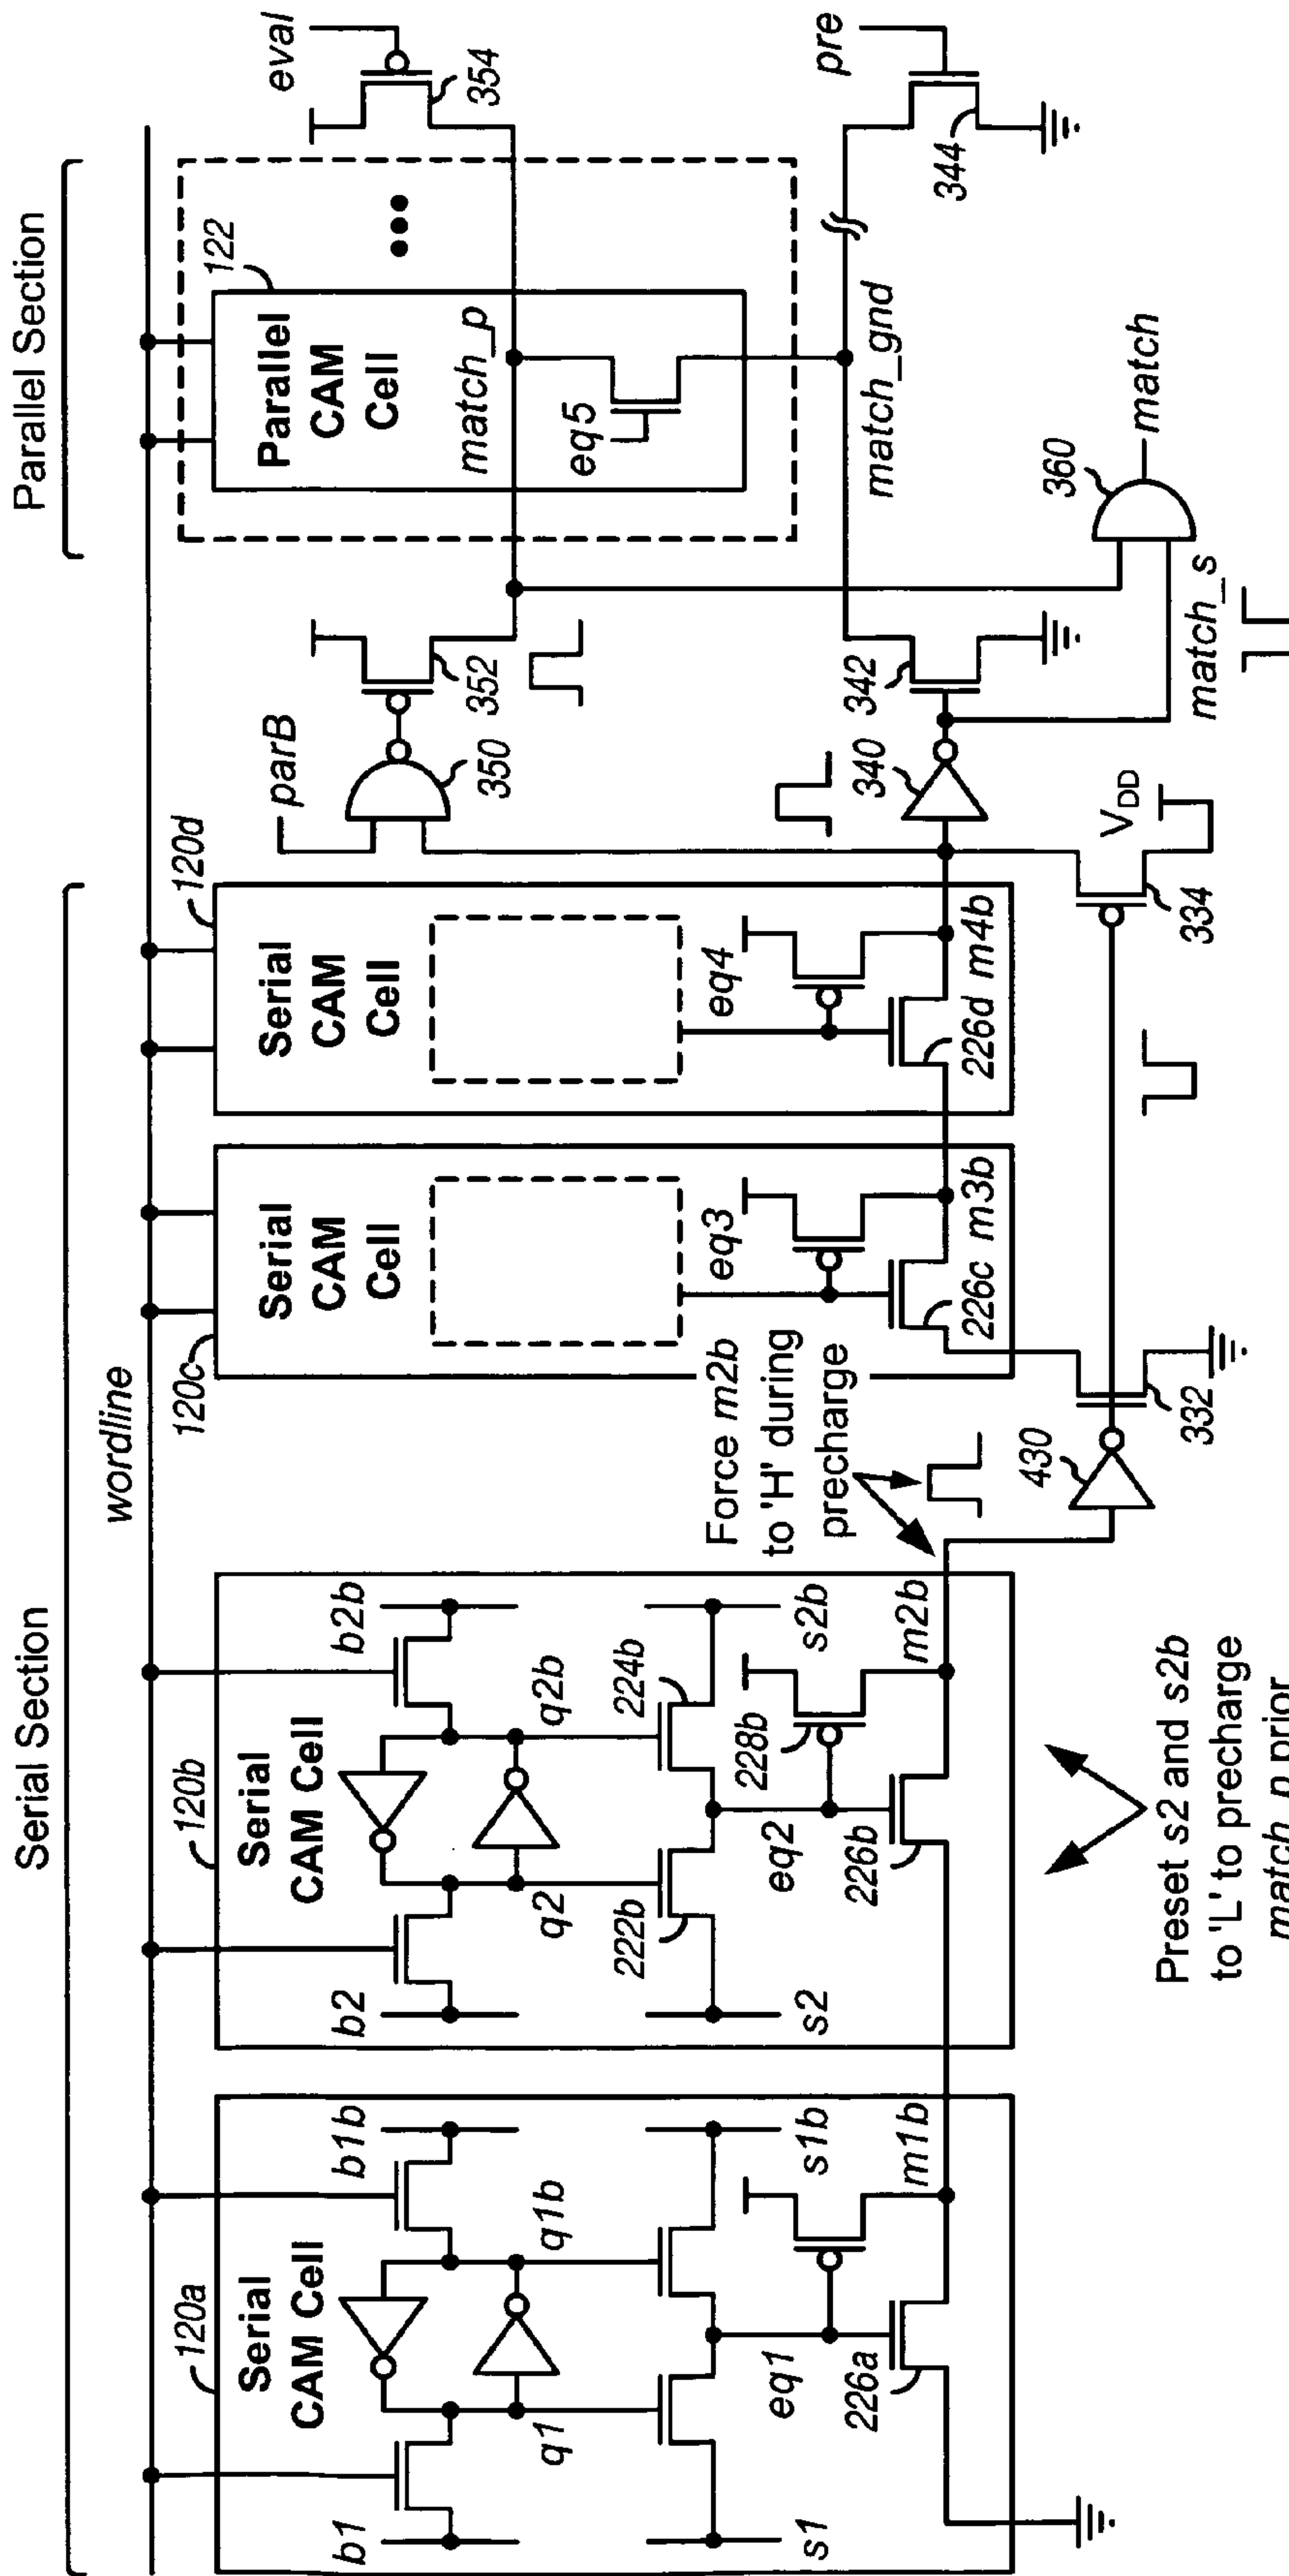 Serial Section
Parallel Section
wordline
120a
Serial
CAM Cell
b1
b1b
q1
q1b
s1
s1b
eq1
226a
m1b
120b
Serial
CAM Cell
b2
b2b
q2
q2b
222b
224b
s2
s2b
eq2
228b
226b
m2b
Preset s2 and s2b
to 'L' to precharge
match_p prior
Force m2b
to 'H' during
precharge
430
332
120c
Serial
CAM
Cell
eq3
226c
m3b
120d
Serial
CAM
Cell
eq4
226d
m4b
334
VDD
parB
350
352
340
342
match_s
360
match
122
Parallel
CAM
Cell
match_p
eq5
match_gnd
eval
354
pre
344